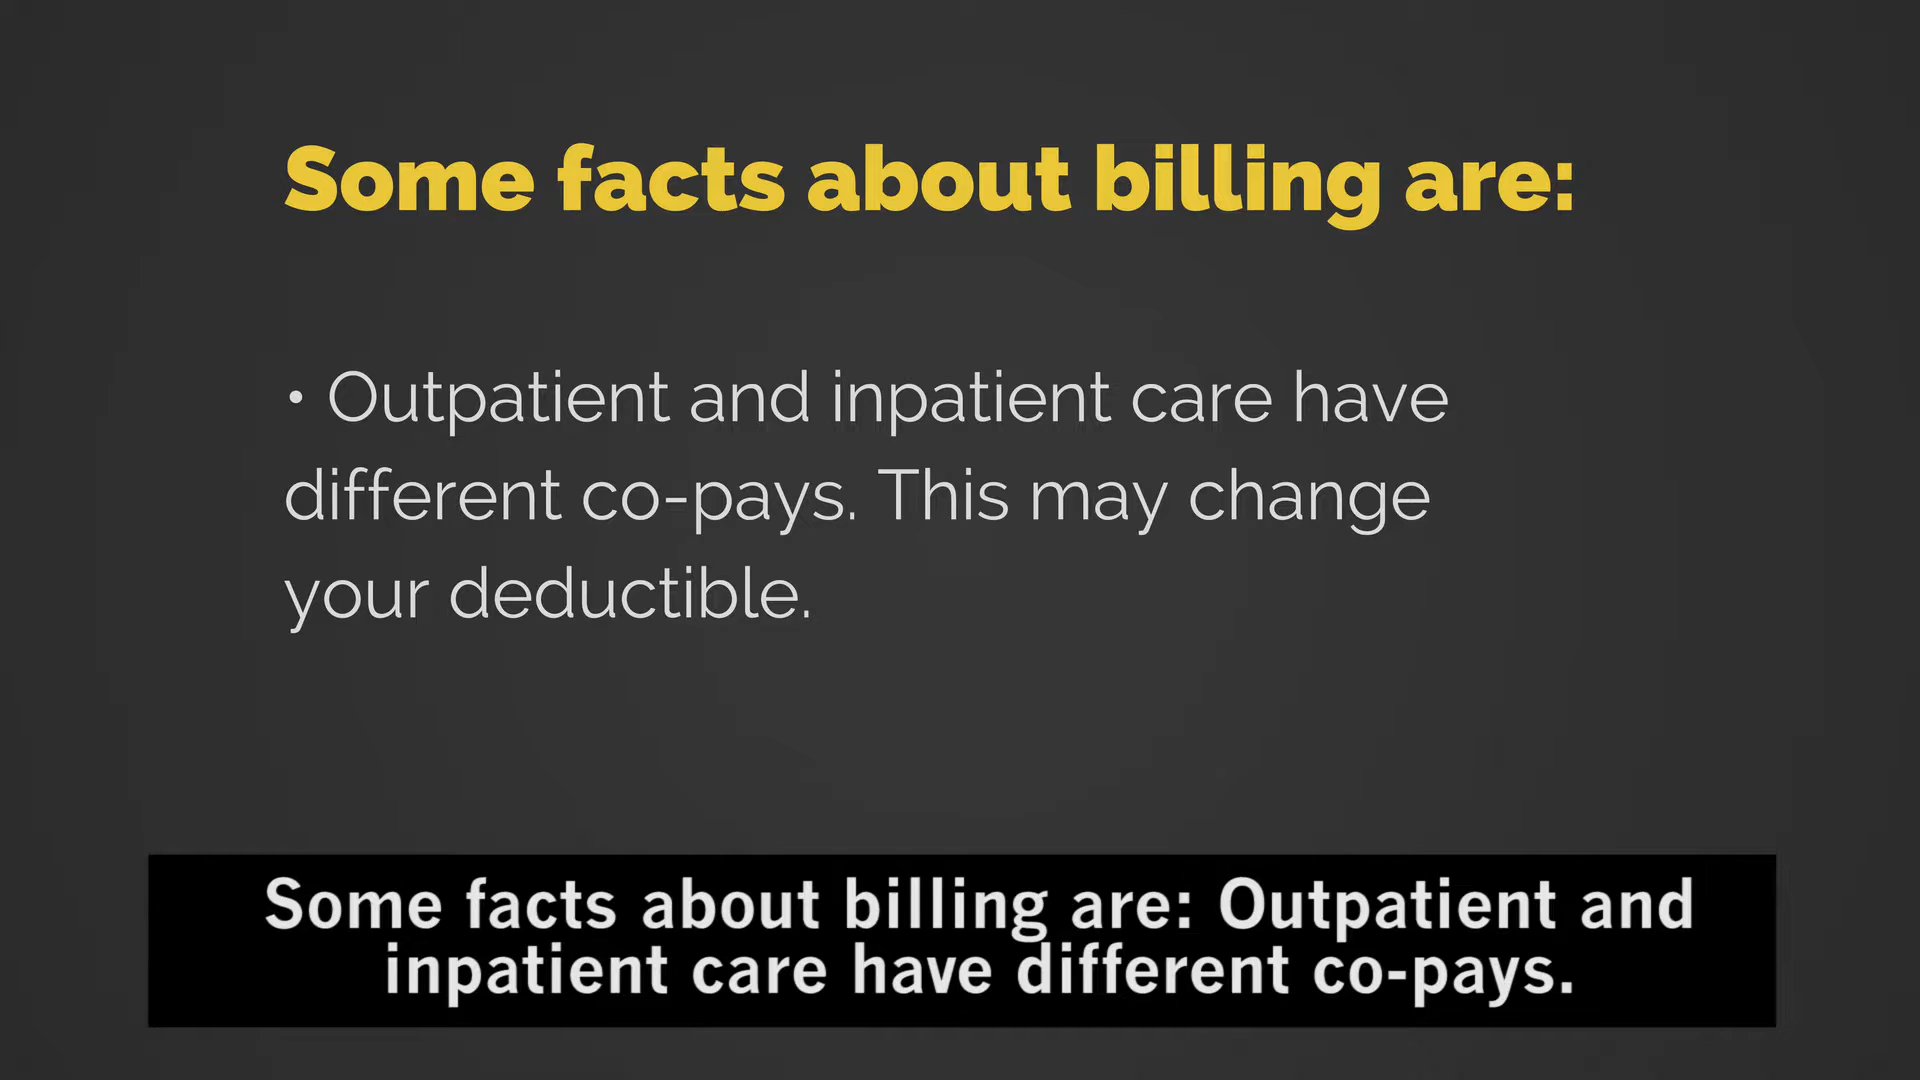 Some facts about billing are:
• Outpatient and inpatient care have
different co-pays. This may change
your deductible.
Some facts about billing are: Outpatient and
inpatient care have different co-pays.